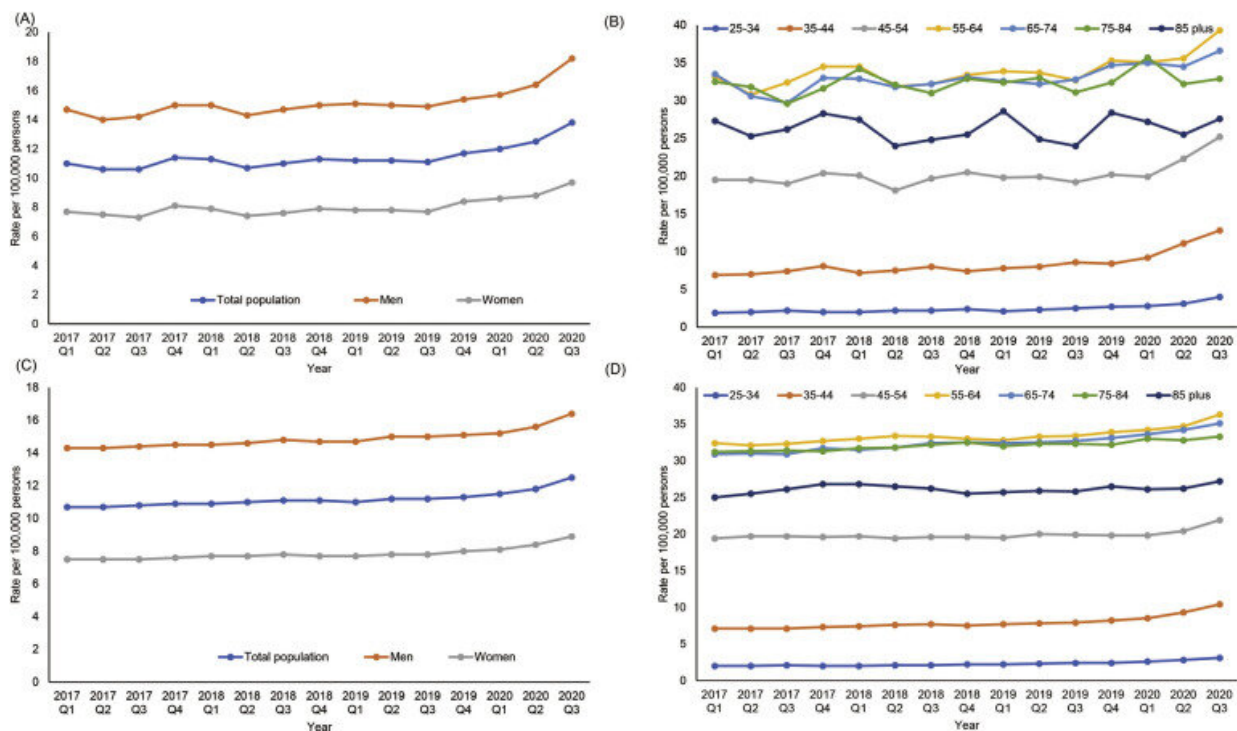 (A)
20
18
16
14
12
10
8
6
4
2
0
Rate per 100,000 persons
Total population Men Women
2017 2017 2017 2017 2018 2018 2018 2018 2019 2019 2019 2019 2020 2020 2020
Q1 Q2 Q3 Q4 Q1 Q2 Q3 Q4 Q1 Q2 Q3 Q4 Q1 Q2 Q3
Year
(B)
40
35
30
25
20
15
10
5
0
Rate per 100,000 persons
25-34 35-44 45-54 55-64 65-74 75-84 85 plus
2017 2017 2017 2017 2018 2018 2018 2018 2019 2019 2019 2019 2020 2020 2020
Q1 Q2 Q3 Q4 Q1 Q2 Q3 Q4 Q1 Q2 Q3 Q4 Q1 Q2 Q3
Year
(C)
18
16
14
12
10
8
6
4
2
0
Rate per 100,000 persons
Total population Men Women
2017 2017 2017 2017 2018 2018 2018 2018 2019 2019 2019 2019 2020 2020 2020
Q1 Q2 Q3 Q4 Q1 Q2 Q3 Q4 Q1 Q2 Q3 Q4 Q1 Q2 Q3
Year
(D)
40
35
30
25
20
15
10
5
0
Rate per 100,000 persons
25-34 35-44 45-54 55-64 65-74 75-84 85 plus
2017 2017 2017 2017 2018 2018 2018 2018 2019 2019 2019 2019 2020 2020 2020
Q1 Q2 Q3 Q4 Q1 Q2 Q3 Q4 Q1 Q2 Q3 Q4 Q1 Q2 Q3
Year